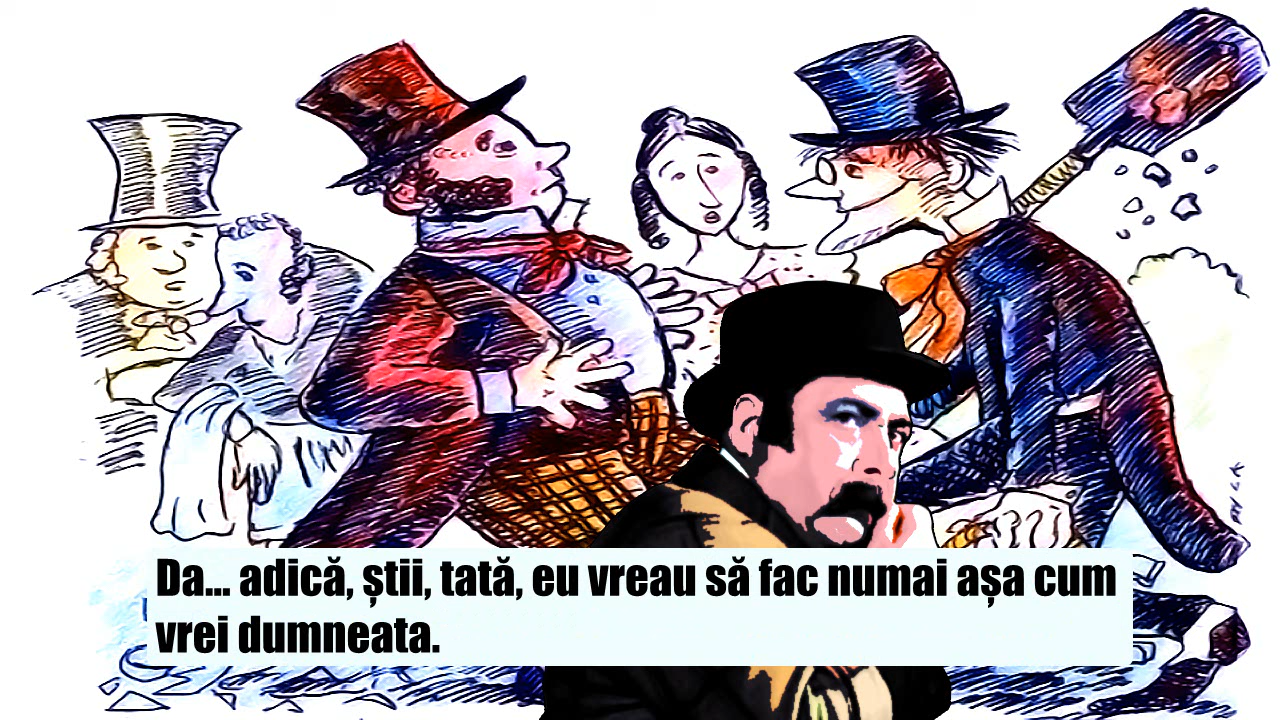 Da... adică, știi, tată, eu vreau să fac numai așa cum
vrei dumneata.